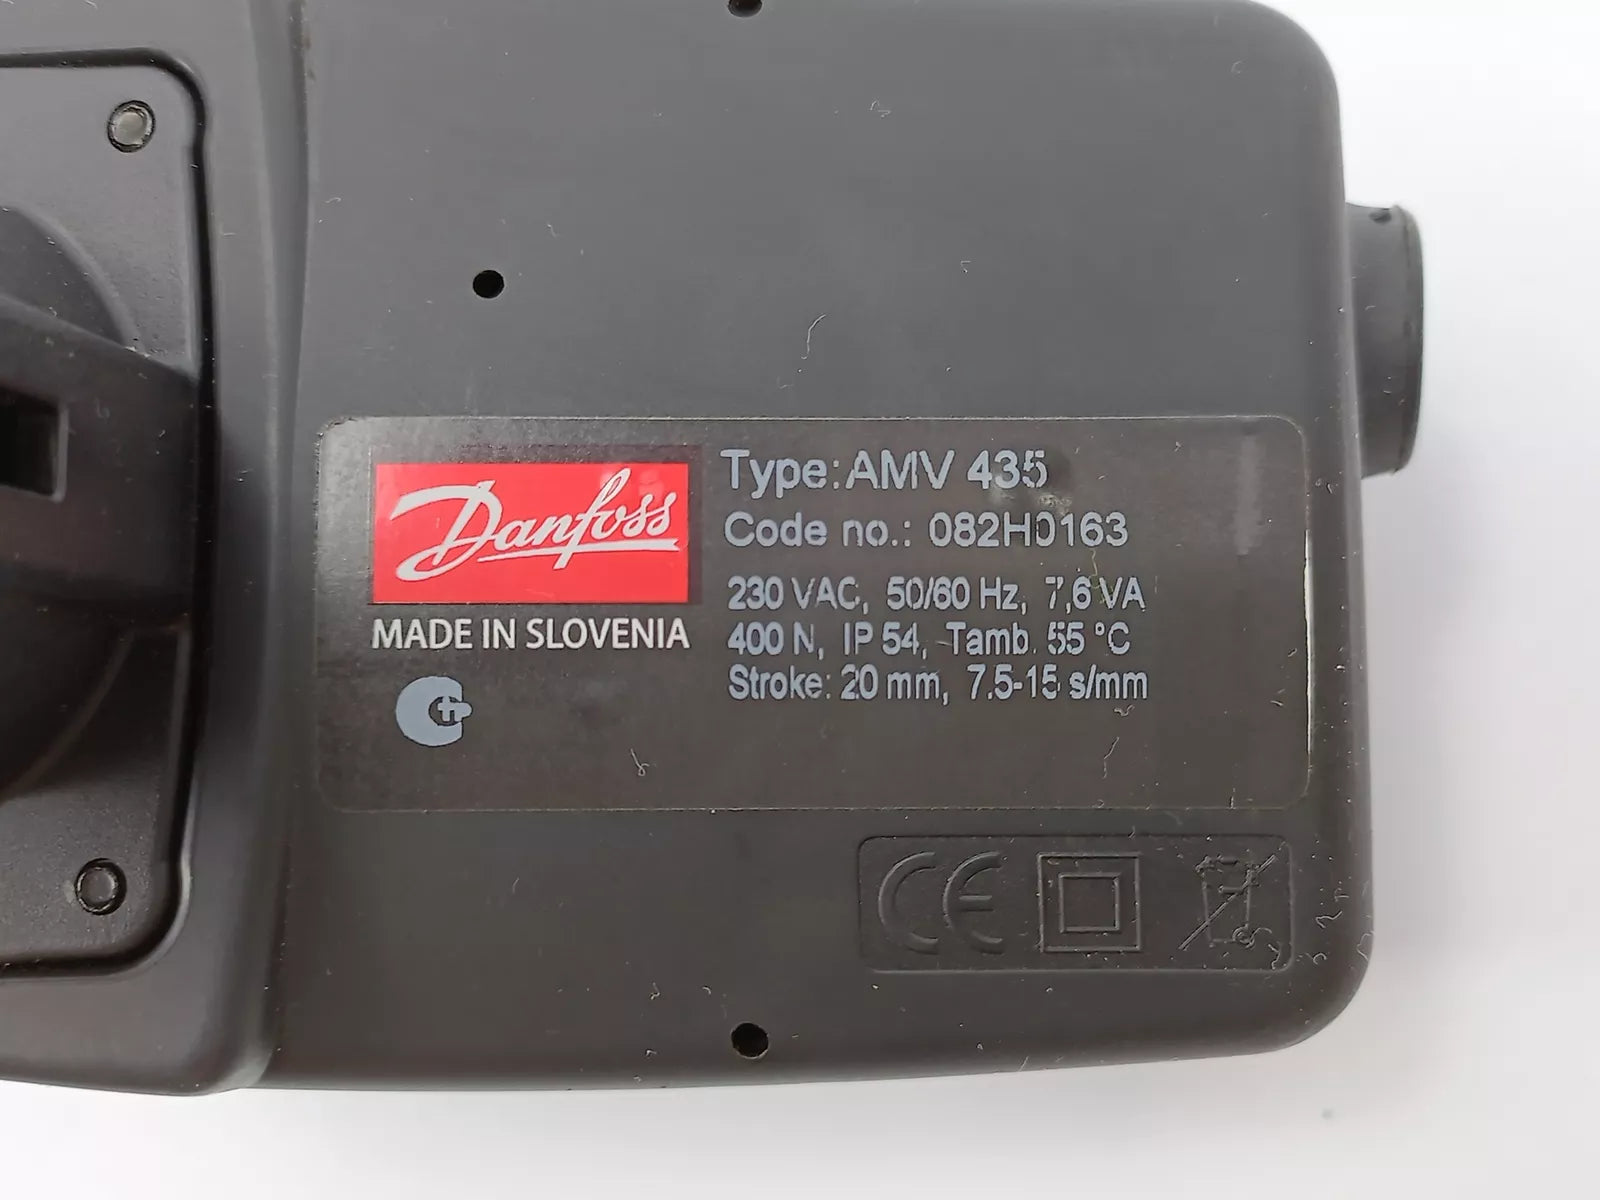 Danfoss
MADE IN SLOVENIA
Type: AMV 435
Code no.: 082H0163
230 VAC, 50/60 Hz, 7,6 VA
400 N, IP 54, Tamb. 55 °C
Stroke: 20 mm, 7.5-15 s/mm
CE